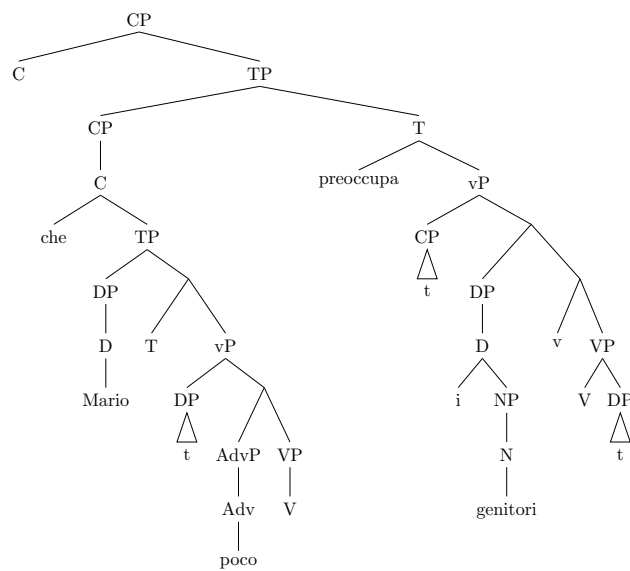 CP
C TP
CP T
C preoccupa vP
che TP CP
t
DP DP
D T vP D v VP
Mario DP i NP V DP
t AdvP VP N t
Adv V genitori
poco